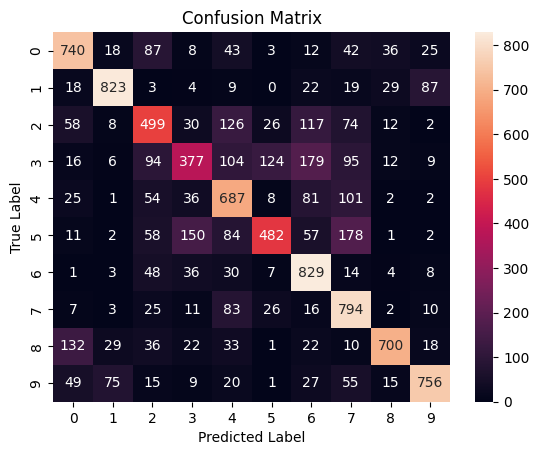 Confusion Matrix
0 740 18 87 8 43 3 12 42 36 25
1 18 823 3 4 9 0 22 19 29 87
2 58 8 499 30 126 26 117 74 12 2
3 16 6 94 377 104 124 179 95 12 9
4 25 1 54 36 687 8 81 101 2 2
5 11 2 58 150 84 482 57 178 1 2
6 1 3 48 36 30 7 829 14 4 8
7 7 3 25 11 83 26 16 794 2 10
8 132 29 36 22 33 1 22 10 700 18
9 49 75 15 9 20 1 27 55 15 756
0 1 2 3 4 5 6 7 8 9
True Label
Predicted Label
800
700
600
500
400
300
200
100
0